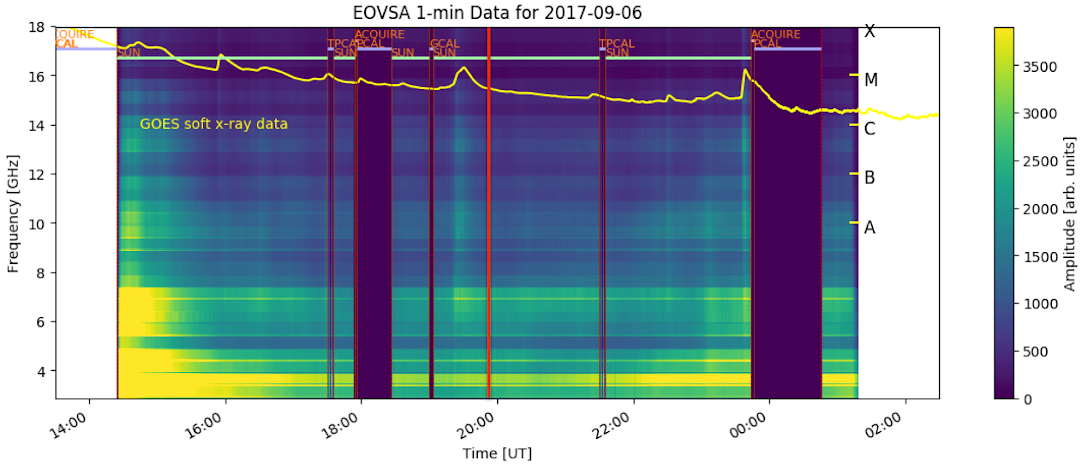 EOVSA 1-min Data for 2017-09-06
18
16
14
12
10
8
6
4
Frequency [GHz]
QUIRE
CAL
SUN
TPCAL
SUN
ACQUIRE
PCAL
SUN
GCAL
SUN
TPCAL
SUN
ACQUIRE
PCAL
GOES soft x-ray data
X
M
C
B
A
14:00
16:00
18:00
20:00
22:00
00:00
02:00
Time [UT]
3500
3000
2500
2000
1500
1000
500
0
Amplitude [arb. units]